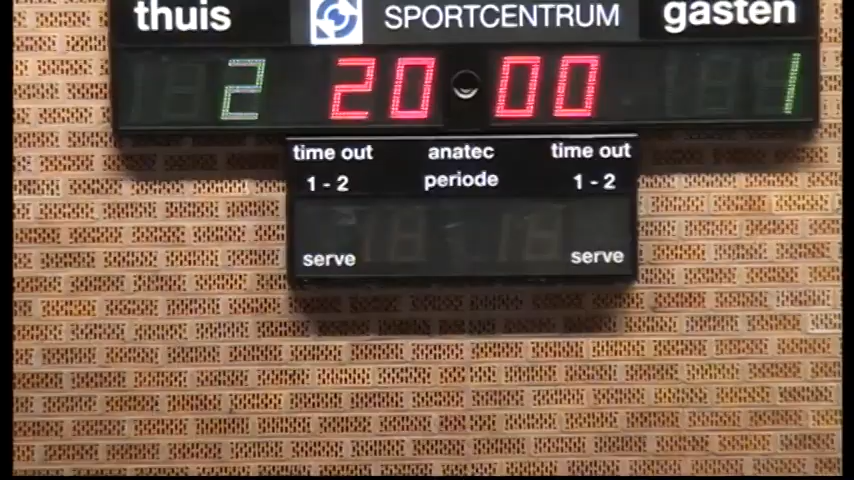 thuis SPORTCENTRUM gasten
2 20 00 1
time out anatec time out
1 - 2 periode 1 - 2
serve serve